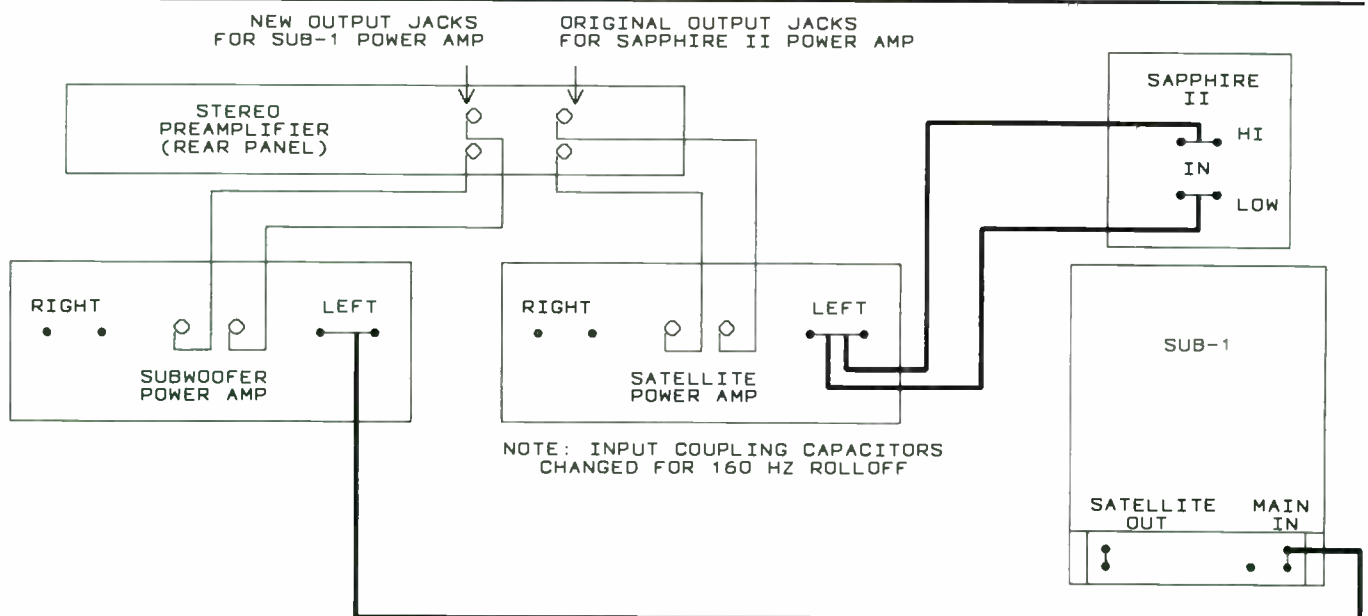 NEW OUTPUT JACKS
FOR SUB-1 POWER AMP
ORIGINAL OUTPUT JACKS
FOR SAPPHIRE II POWER AMP
STEREO
PREAMPLIFIER
(REAR PANEL)
SAPPHIRE
II
HI
IN
LOW
RIGHT
LEFT
SUBWOOFER
POWER AMP
RIGHT
LEFT
SATELLITE
POWER AMP
NOTE: INPUT COUPLING CAPACITORS
CHANGED FOR 160 HZ ROLLOFF
SUB-1
SATELLITE
OUT
MAIN
IN